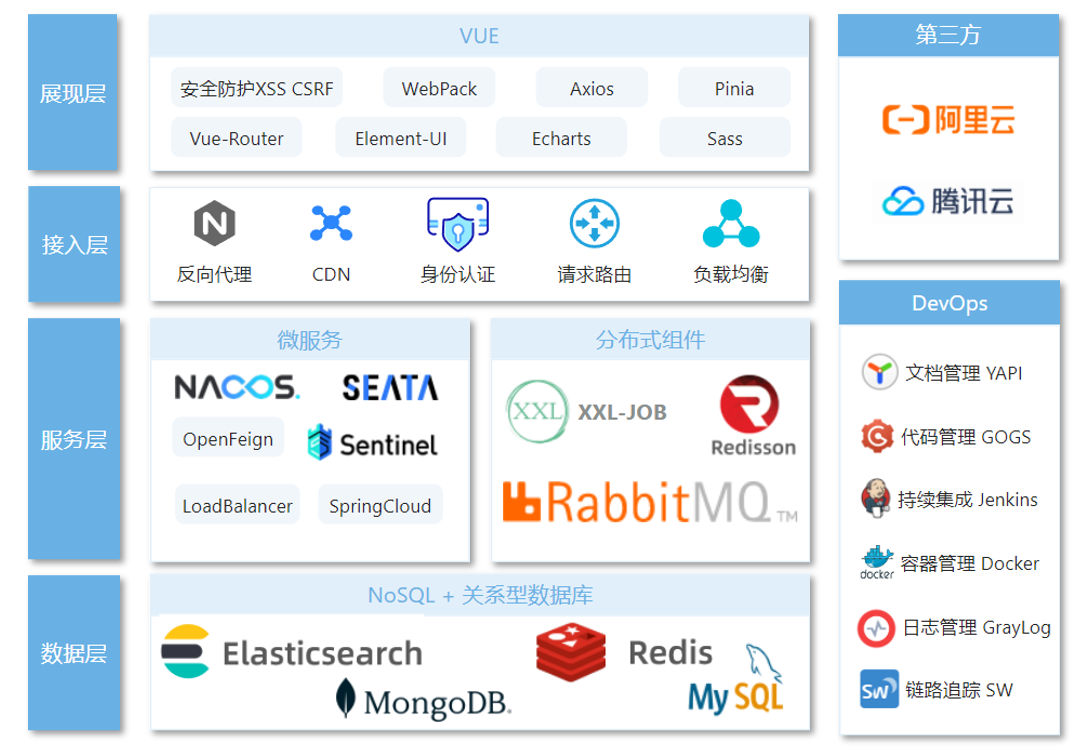 展现层
VUE
安全防护XSS CSRF
WebPack
Axios
Pinia
Vue-Router
Element-UI
Echarts
Sass
接入层
N
反向代理
CDN
身份认证
请求路由
负载均衡
服务层
微服务
NACOS.
SEATA
OpenFeign
Sentinel
LoadBalancer
SpringCloud
分布式组件
XXL
XXL-JOB
R
Redisson
RabbitMQ TM
数据层
NoSQL + 关系型数据库
Elasticsearch
Redis
MongoDB.
MySQL
第三方
阿里云
腾讯云
DevOps
文档管理 YAPI
代码管理 GOGS
持续集成 Jenkins
docker
容器管理 Docker
日志管理 GrayLog
SW
链路追踪 SW